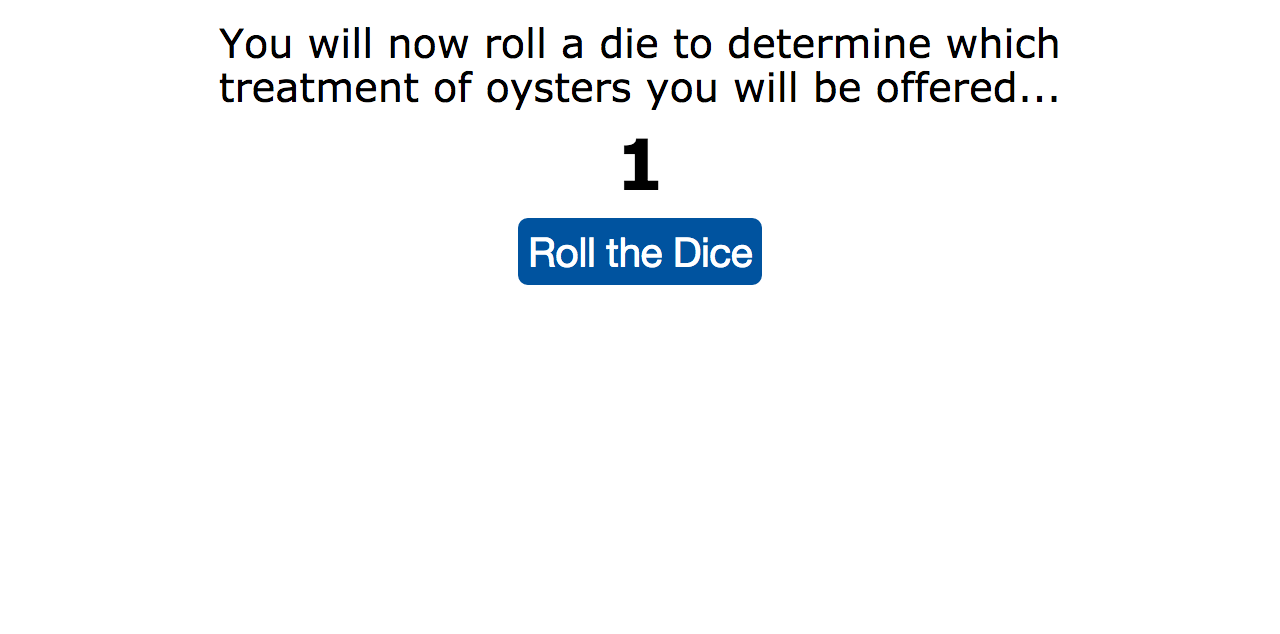 You will now roll a die to determine which
treatment of oysters you will be offered...
1
Roll the Dice